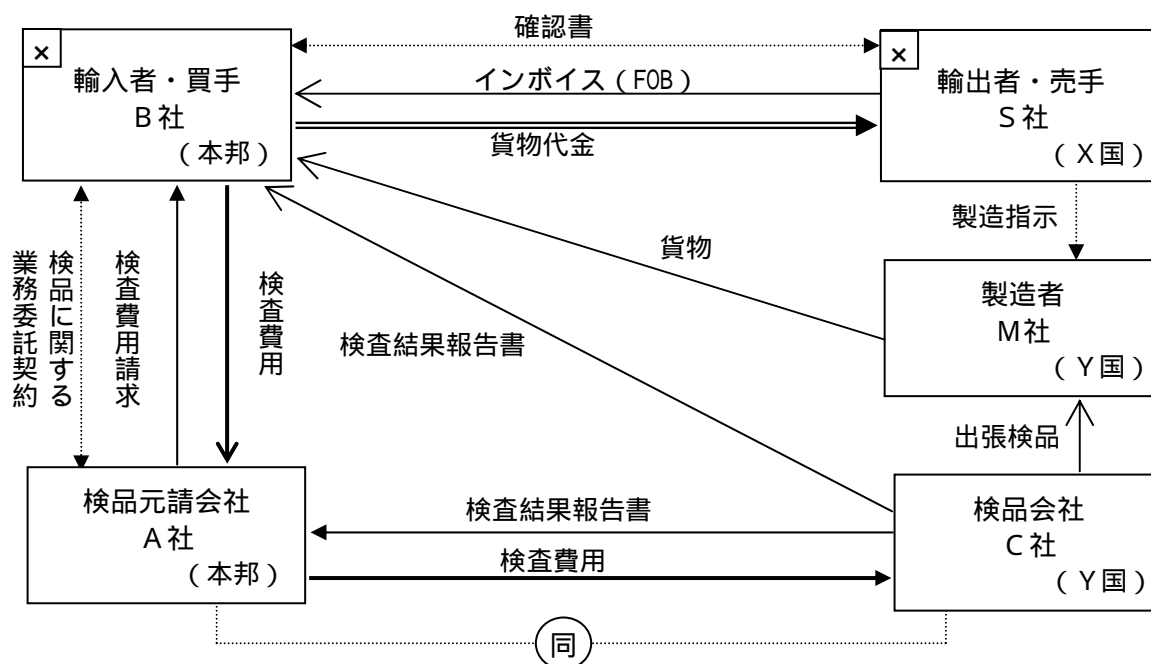 確認書
×
輸入者・買手
Ｂ社
（本邦）
インボイス（FOB）
貨物代金
×
輸出者・売手
Ｓ社
（Ｘ国）
製造指示
貨物
製造者
Ｍ社
（Ｙ国）
検品に関する
業務委託契約
検査費用請求
検査費用
検査結果報告書
出張検品
検品元請会社
Ａ社
（本邦）
検査結果報告書
検査費用
検品会社
Ｃ社
（Ｙ国）
同